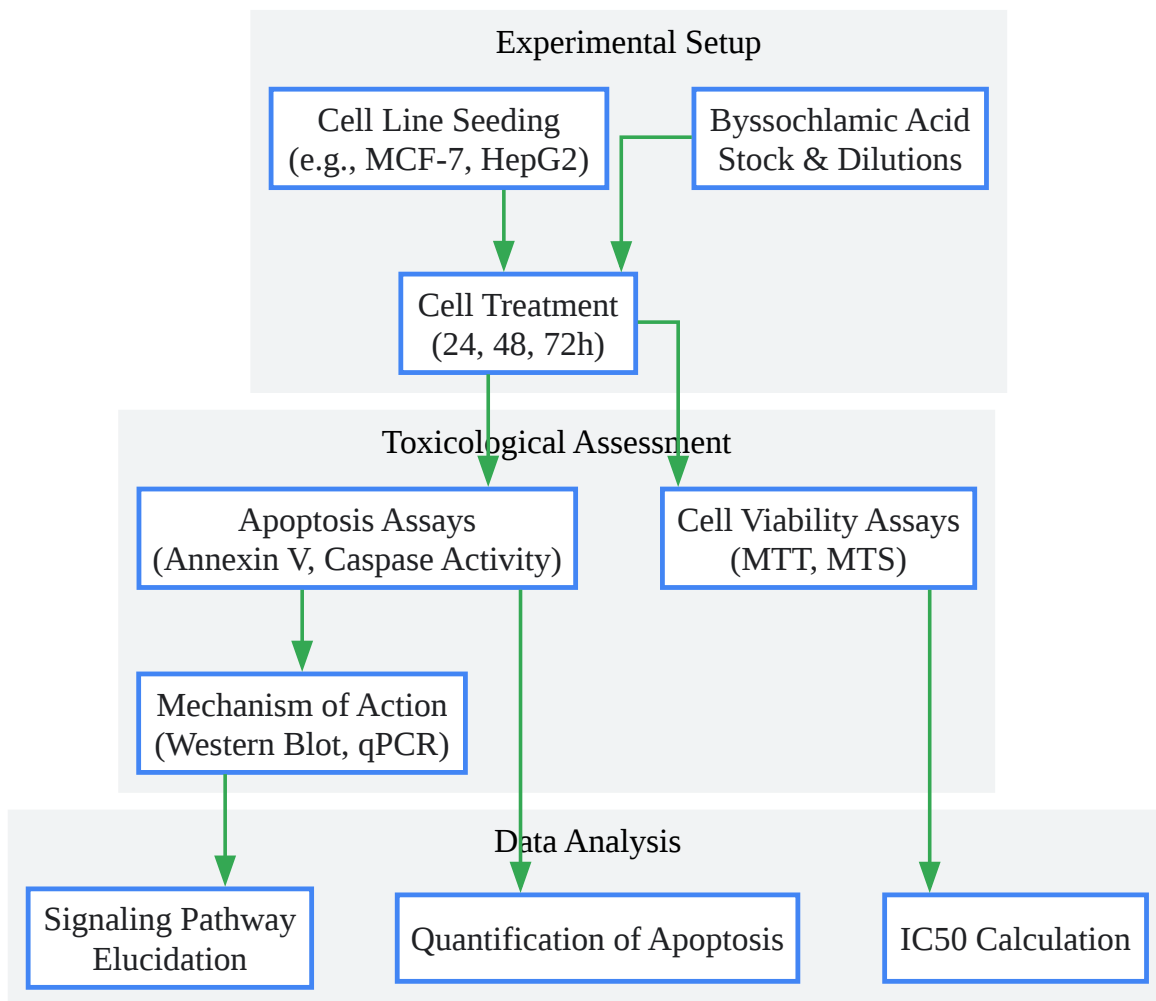 Experimental Setup
Cell Line Seeding
(e.g., MCF-7, HepG2)
Byssochlamic Acid
Stock & Dilutions
Cell Treatment
(24, 48, 72h)
Toxicological Assessment
Apoptosis Assays
(Annexin V, Caspase Activity)
Cell Viability Assays
(MTT, MTS)
Mechanism of Action
(Western Blot, qPCR)
Data Analysis
Signaling Pathway
Elucidation
Quantification of Apoptosis
IC50 Calculation